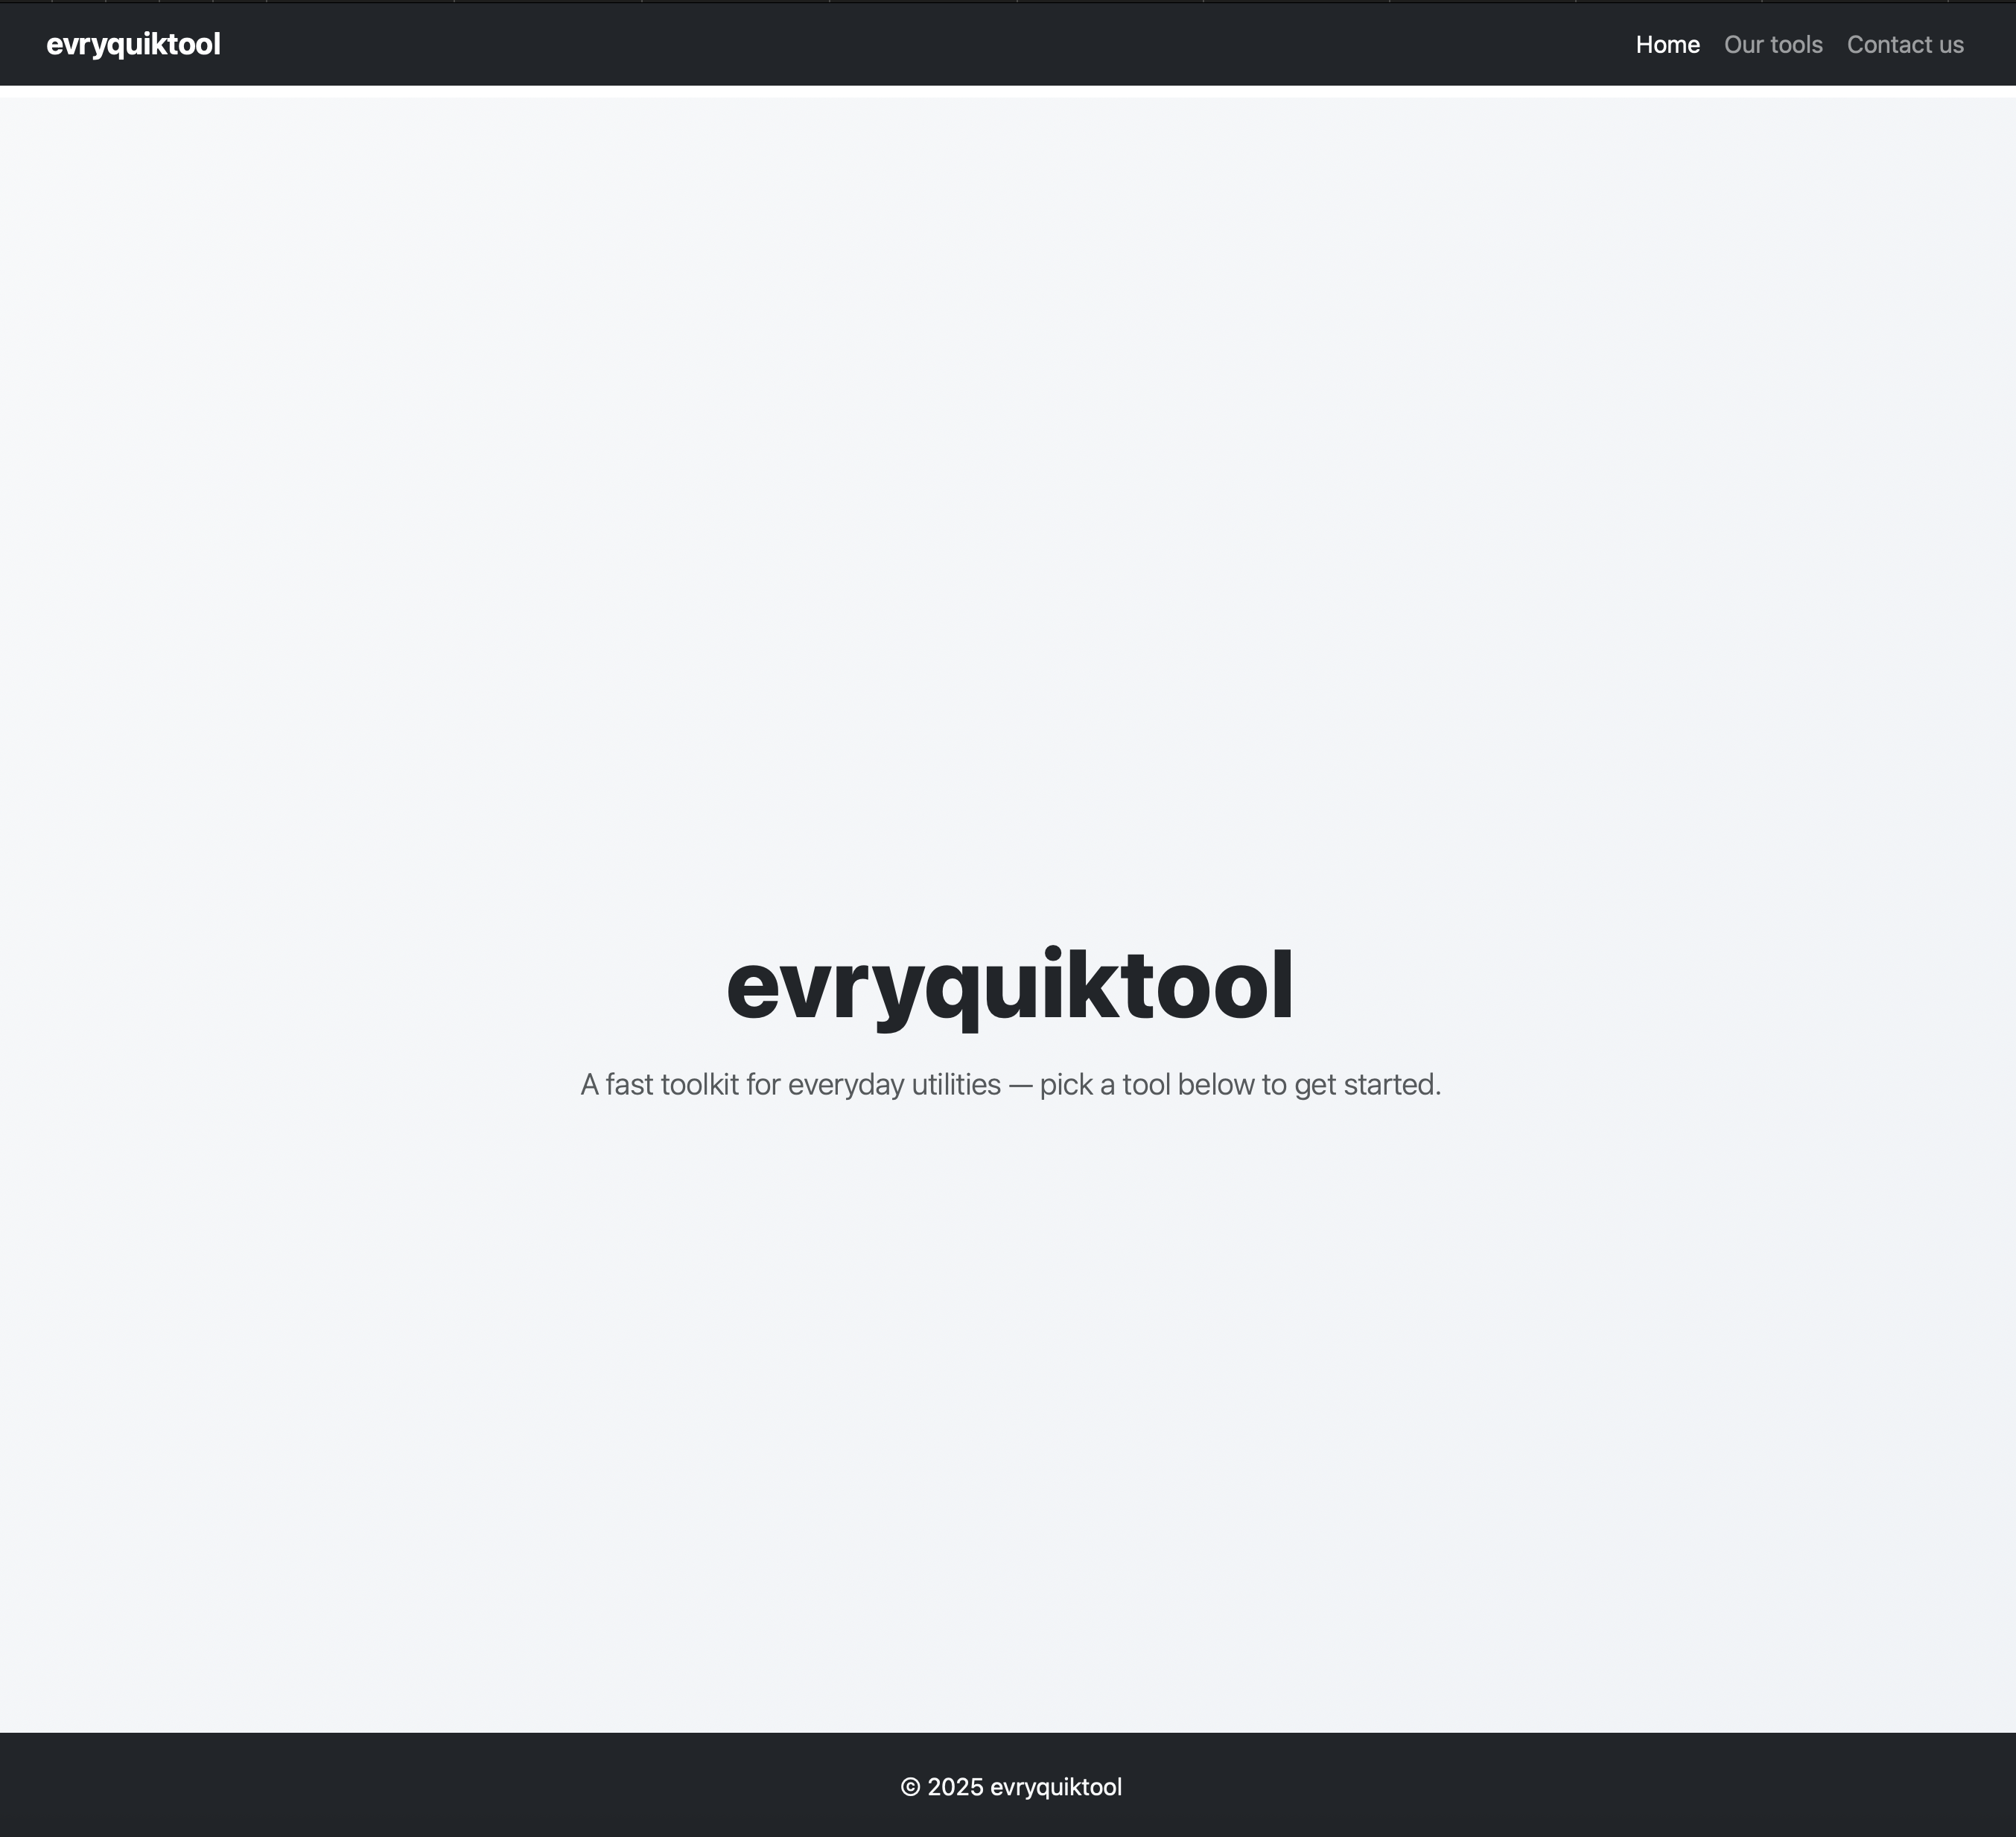 evryquiktool
Home Our tools Contact us
evryquiktool
A fast toolkit for everyday utilities — pick a tool below to get started.
© 2025 evryquiktool